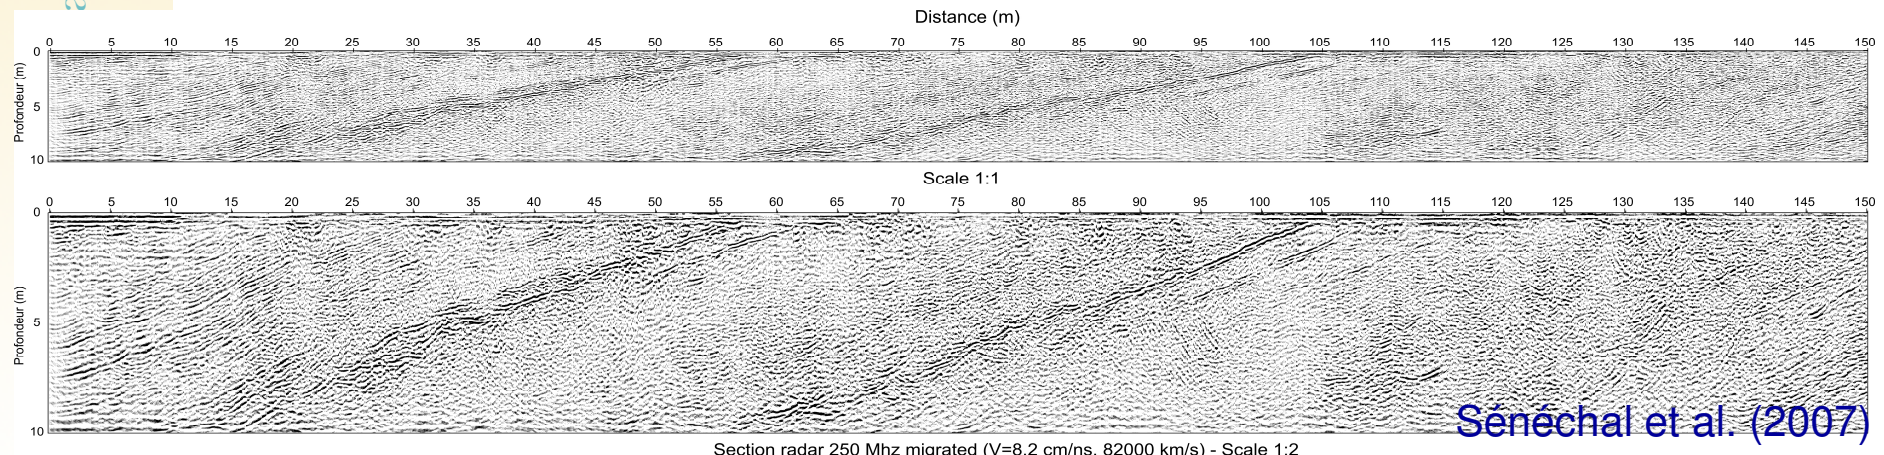 a
Distance (m)
0 5 10 15 20 25 30 35 40 45 50 55 60 65 70 75 80 85 90 95 100 105 110 115 120 125 130 135 140 145 150
Profondeur (m)
0
5
10
Scale 1:1
0 5 10 15 20 25 30 35 40 45 50 55 60 65 70 75 80 85 90 95 100 105 110 115 120 125 130 135 140 145 150
Profondeur (m)
0
5
10
Sénéchal et al. (2007)
Section radar 250 Mhz migrated (V=8.2 cm/ns, 82000 km/s) - Scale 1:2